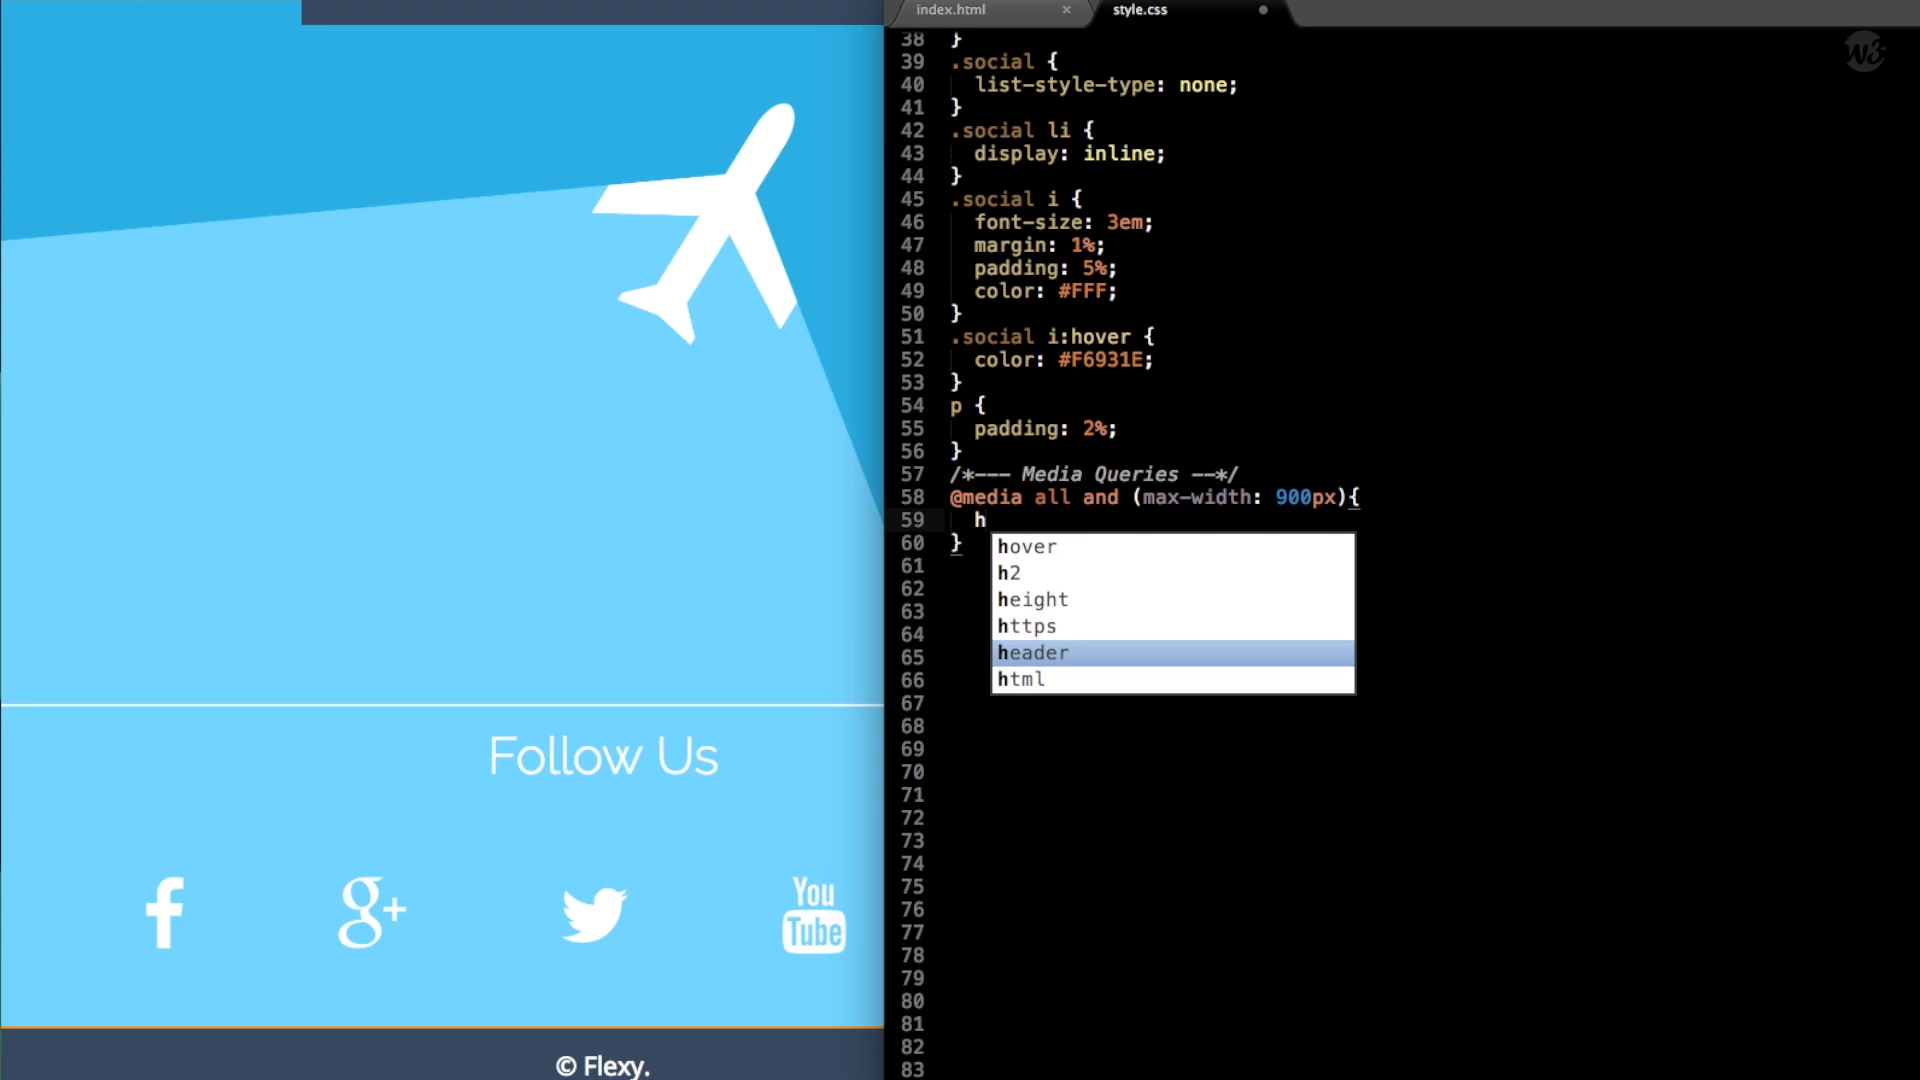 Follow Us
You
Tube
© Flexy.
index.html ×
style.css
W3
38 }
39 .social {
40 list-style-type: none;
41 }
42 .social li {
43 display: inline;
44 }
45 .social i {
46 font-size: 3em;
47 margin: 1%;
48 padding: 5%;
49 color: #FFF;
50 }
51 .social i:hover {
52 color: #F6931E;
53 }
54 p {
55 padding: 2%;
56 }
57 /*--- Media Queries --*/
58 @media all and (max-width: 900px){
59 h
60 }
hover
h2
height
https
header
html
61
62
63
64
65
66
67
68
69
70
71
72
73
74
75
76
77
78
79
80
81
82
83